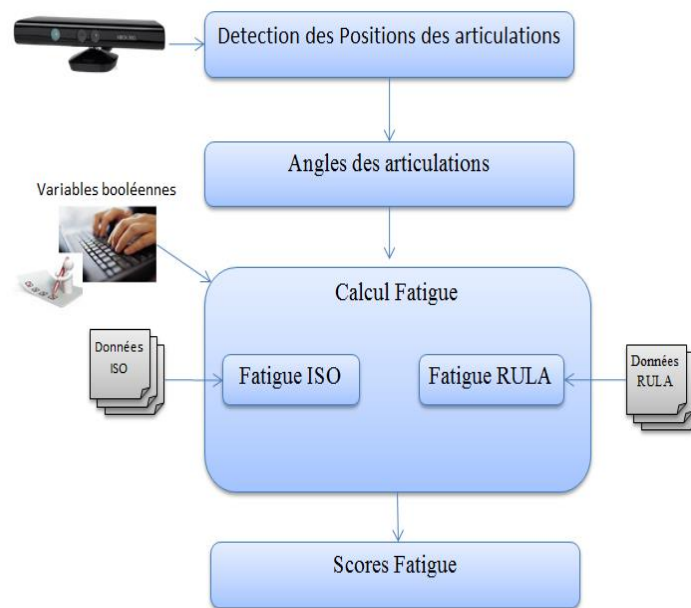 Detection des Positions des articulations
Angles des articulations
Variables booléennes
Calcul Fatigue
Données
ISO
Fatigue ISO
Fatigue RULA
Données
RULA
Scores Fatigue